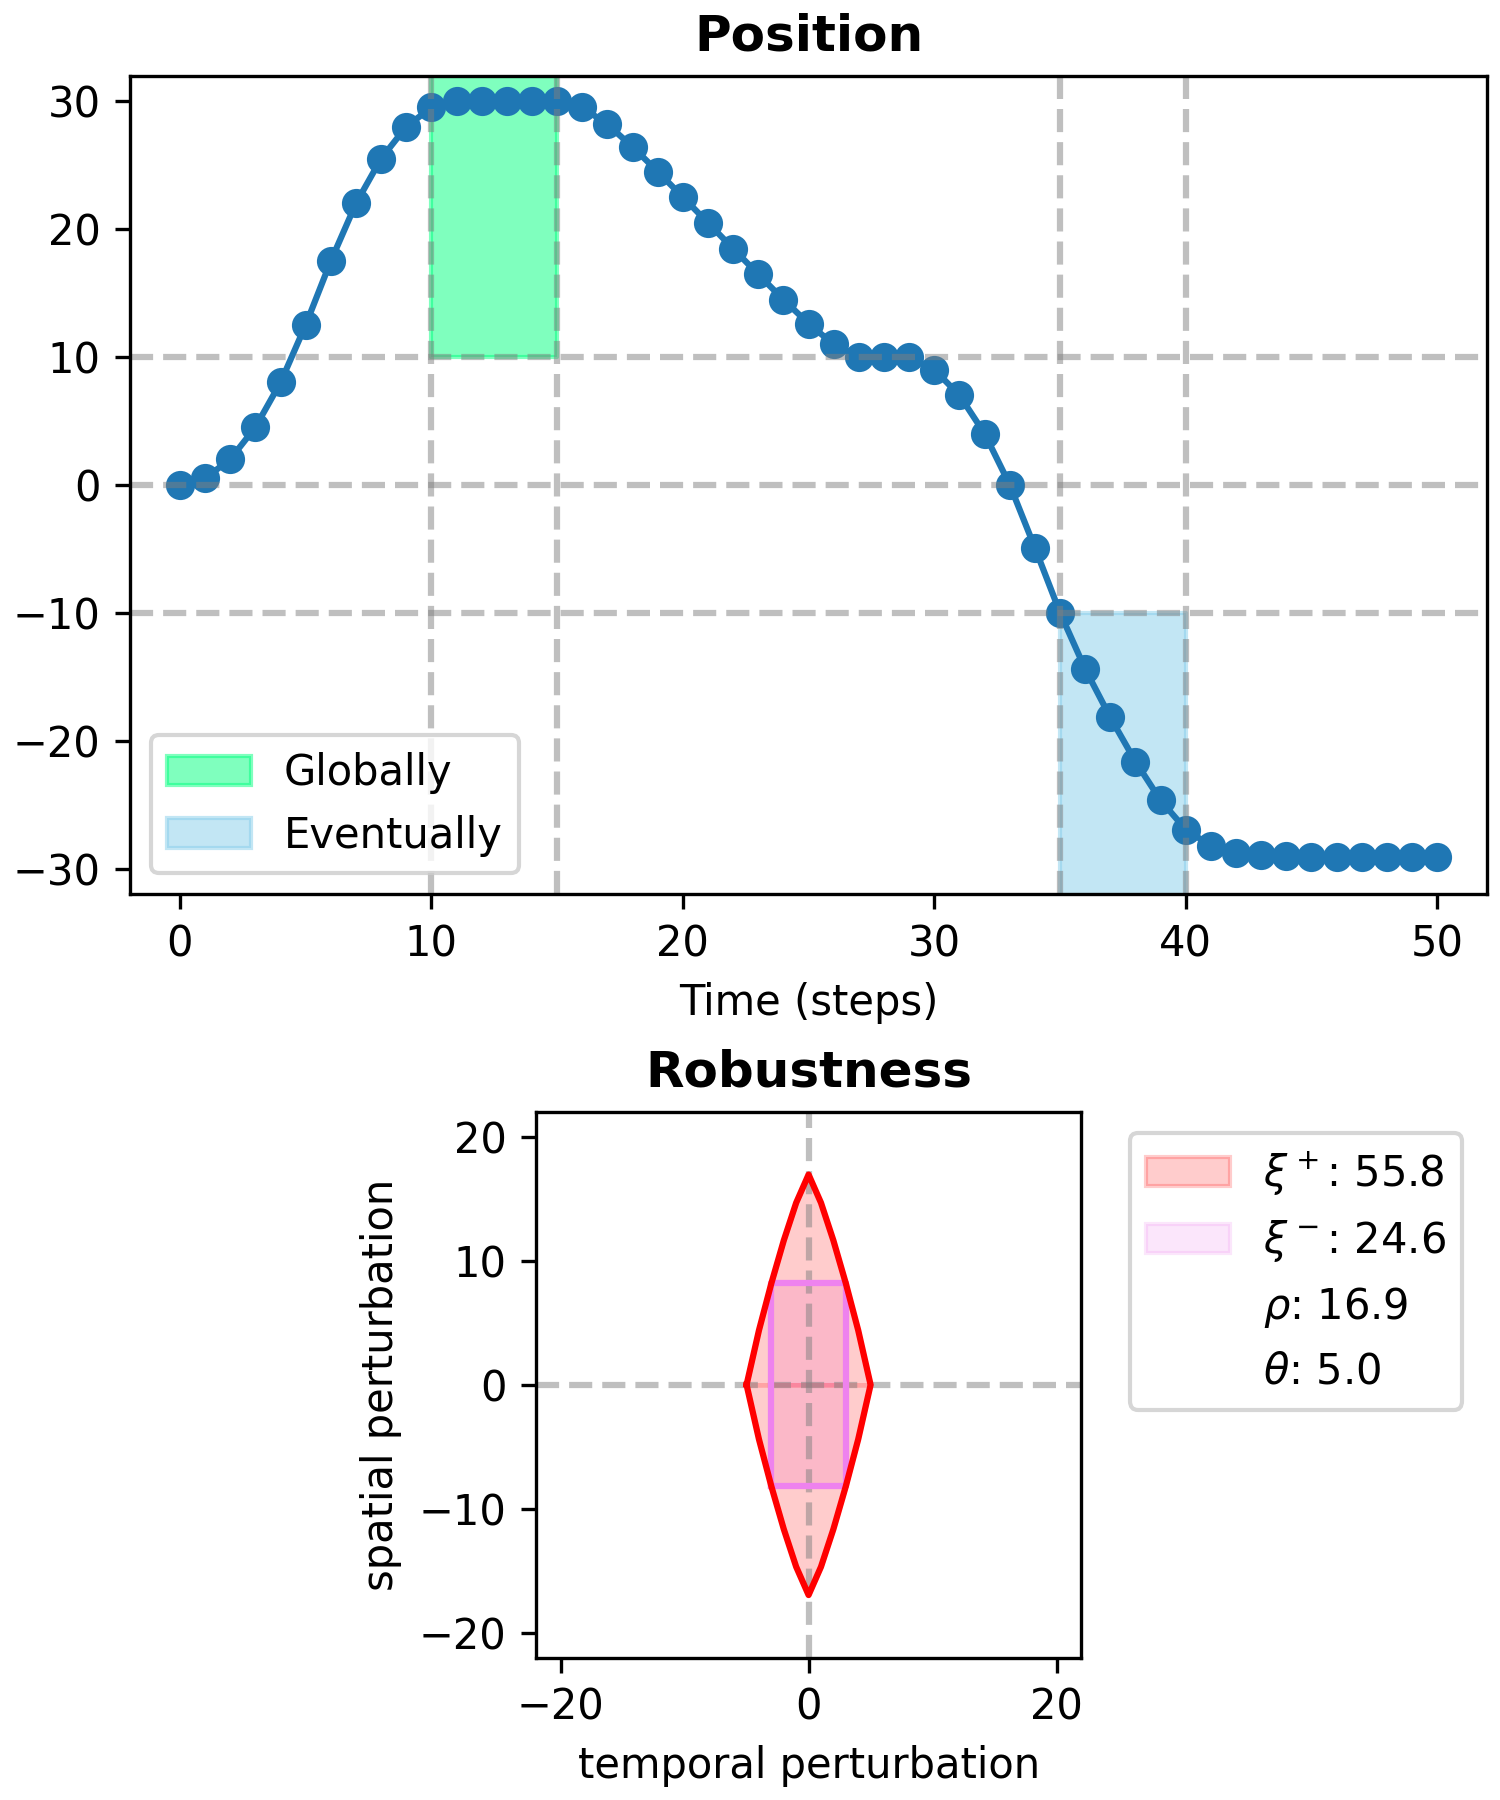 Position
30
20
10
0
−10
−20
−30
Globally
Eventually
0 10 20 30 40 50
Time (steps)
Robustness
20
10
0
−10
−20
spatial perturbation
−20 0 20
temporal perturbation
ξ⁺: 55.8
ξ⁻: 24.6
ρ: 16.9
θ: 5.0